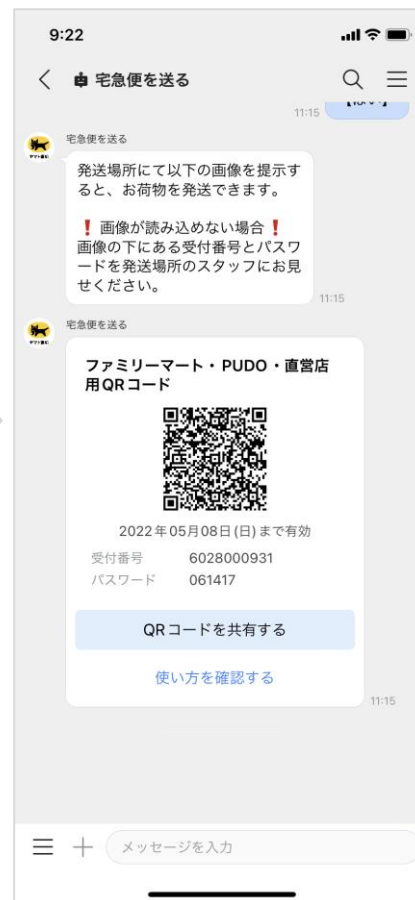 9:22
宅急便を送る
11:15
宅急便を送る
発送場所にて以下の画像を提示す
ると、お荷物を発送できます。
❗画像が読み込めない場合❗
画像の下にある受付番号とパスワ
ードを発送場所のスタッフにお見
せください。
11:15
宅急便を送る
ファミリーマート・PUDO・直営店
用QRコード
2022年05月08日(日)まで有効
受付番号 6028000931
パスワード 061417
QRコードを共有する
使い方を確認する
11:15
メッセージを入力